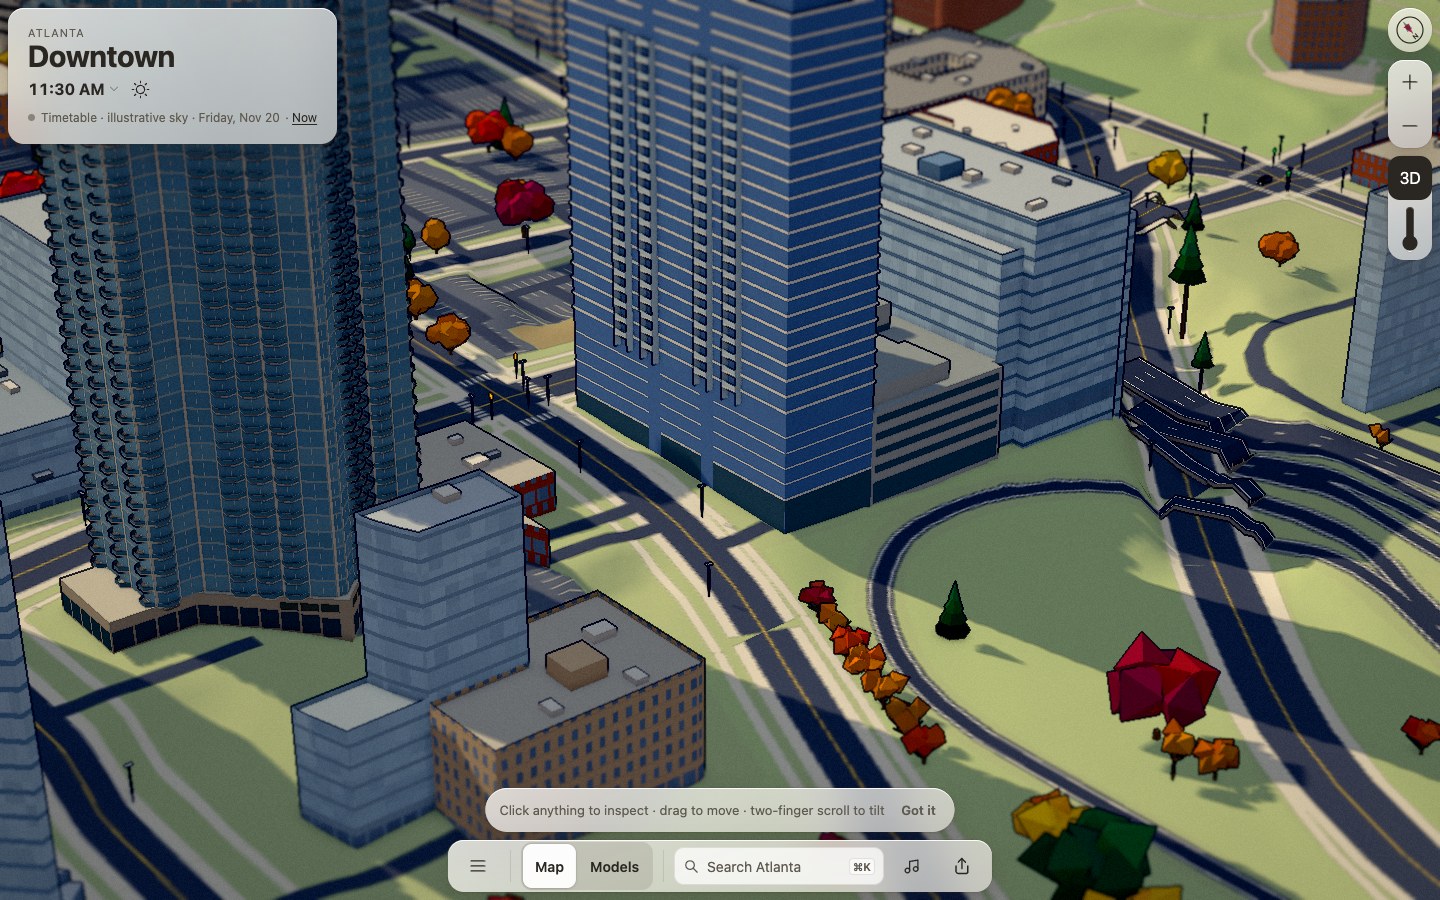 ATLANTA
Downtown
11:30 AM
Timetable · illustrative sky · Friday, Nov 20 · Now
N
3D
Click anything to inspect · drag to move · two-finger scroll to tilt Got it
Map Models Search Atlanta ⌘K